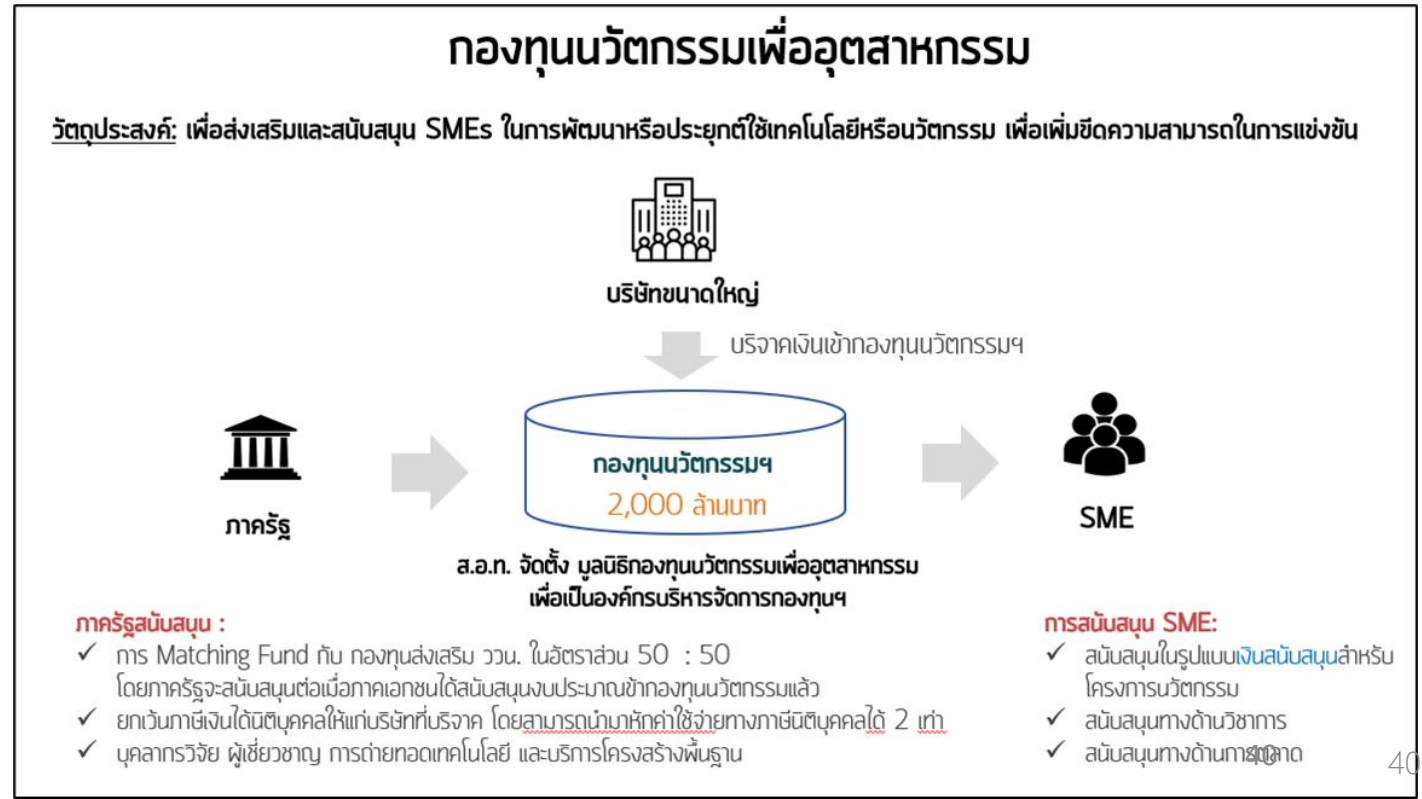 กองทุนนวัตกรรมเพื่ออุตสาหกรรม
วัตถุประสงค์: เพื่อส่งเสริมและสนับสนุน SMEs ในการพัฒนาหรือประยุกต์ใช้เทคโนโลยีหรือนวัตกรรม เพื่อเพิ่มขีดความสามารถในการแข่งขัน
บริษัทขนาดใหญ่
บริจาคเงินเข้ากองทุนนวัตกรรมฯ
ภาครัฐ
กองทุนนวัตกรรมฯ
2,000 ล้านบาท
SME
ส.อ.ท. จัดตั้ง มูลนิธิกองทุนนวัตกรรมเพื่ออุตสาหกรรม
เพื่อเป็นองค์กรบริหารจัดการกองทุนฯ
ภาครัฐสนับสนุน :
✓ การ Matching Fund กับ กองทุนส่งเสริม ววน. ในอัตราส่วน 50 : 50
โดยภาครัฐจะสนับสนุนต่อเมื่อภาคเอกชนได้สนับสนุนงบประมาณข้ากองทุนนวัตกรรมแล้ว
✓ ยกเว้นภาษีเงินได้นิติบุคคลให้แก่บริษัทที่บริจาค โดยสามารถนำมาหักค่าใช้จ่ายทางภาษีนิติบุคคลได้ 2 เท่า
✓ บุคลากรวิจัย ผู้เชี่ยวชาญ การถ่ายทอดเทคโนโลยี และบริการโครงสร้างพื้นฐาน
การสนับสนุน SME:
✓ สนับสนุนในรูปแบบเงินสนับสนุนสำหรับ
โครงการนวัตกรรม
✓ สนับสนุนทางด้านวิชาการ
✓ สนับสนุนทางด้านการตลาด
40
40